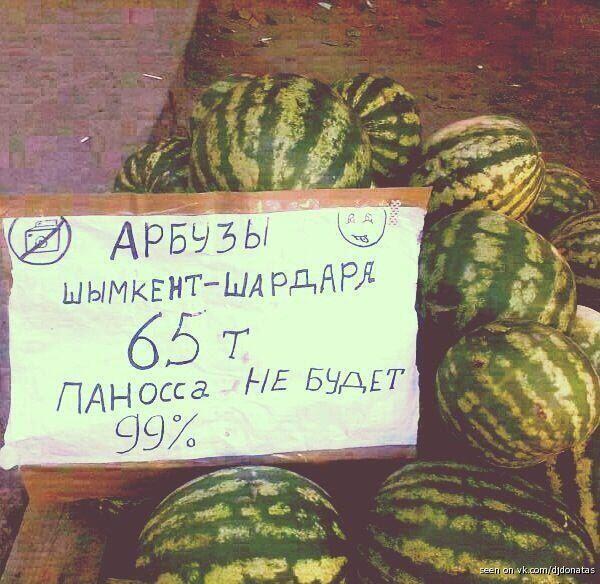 АРБУЗЫ
ШЫМКЕНТ-ШАРДАРА
65 т
ПАНОССа НЕ БУДЕТ
99%
seen on vk.com/djdonatas